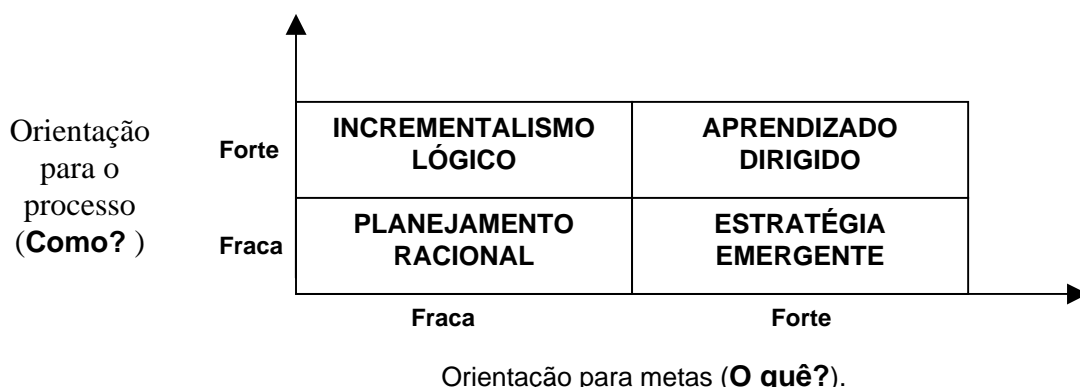 Orientação
para o
processo
(Como? )
Forte
INCREMENTALISMO
LÓGICO
APRENDIZADO
DIRIGIDO
Fraca
PLANEJAMENTO
RACIONAL
ESTRATÉGIA
EMERGENTE
Fraca
Forte
Orientação para metas (O quê?).